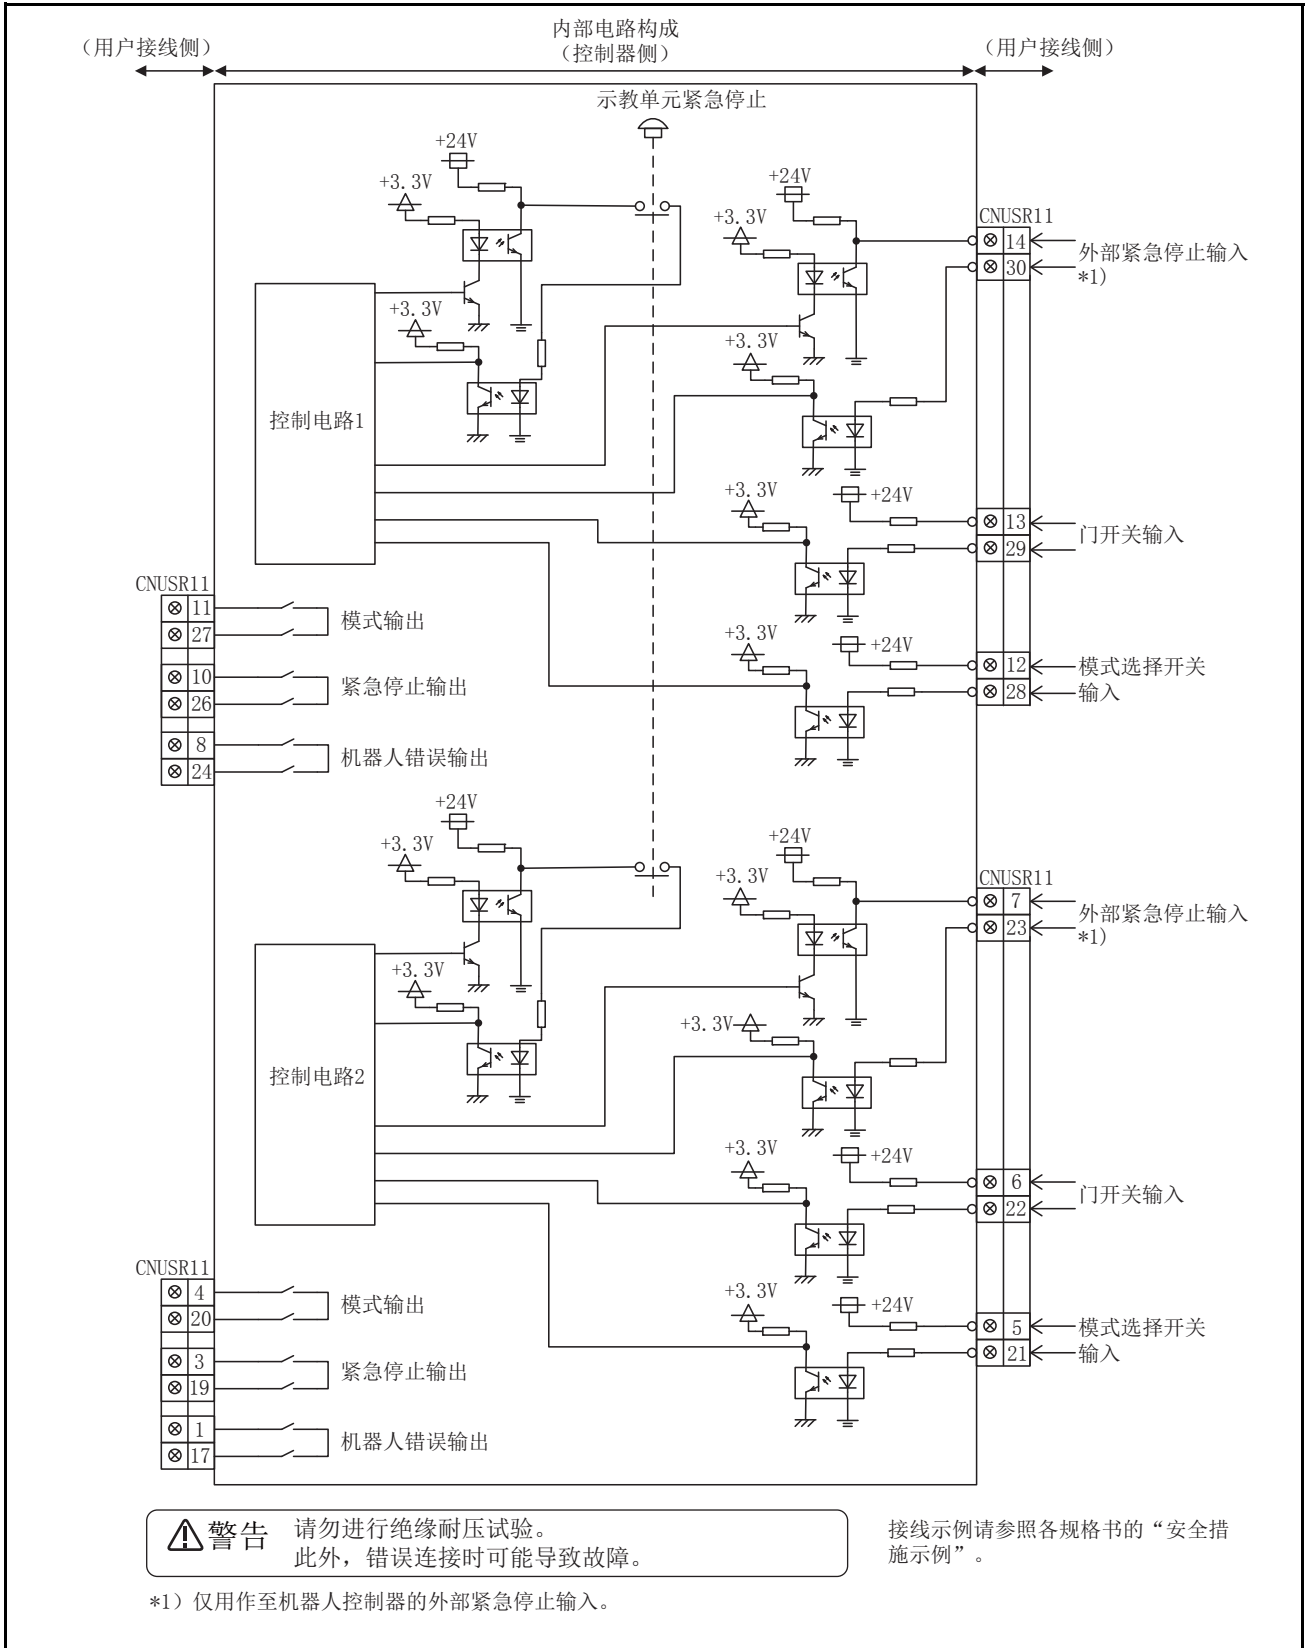 内部电路构成
（用户接线侧）
（控制器侧）
（用户接线侧）
示教单元紧急停止
+24V
+3.3V
+24V
+3.3V
CNUSR11
14
外部紧急停止输入
30
*1)
+3.3V
+3.3V
控制电路1
+3.3V
+24V
13
门开关输入
29
CNUSR11
11
模式输出
27
+3.3V
+24V
12
模式选择开关
10
紧急停止输出
28
输入
26
8
机器人错误输出
24
+24V
+3.3V
+24V
+3.3V
CNUSR11
7
外部紧急停止输入
23
*1)
+3.3V
+3.3V
控制电路2
+3.3V
+24V
6
门开关输入
22
CNUSR11
4
模式输出
20
+3.3V
+24V
5
模式选择开关
21
输入
3
紧急停止输出
19
1
机器人错误输出
17
警告
请勿进行绝缘耐压试验。
此外，错误连接时可能导致故障。
接线示例请参照各规格书的“安全措
施示例”。
*1）仅用作至机器人控制器的外部紧急停止输入。